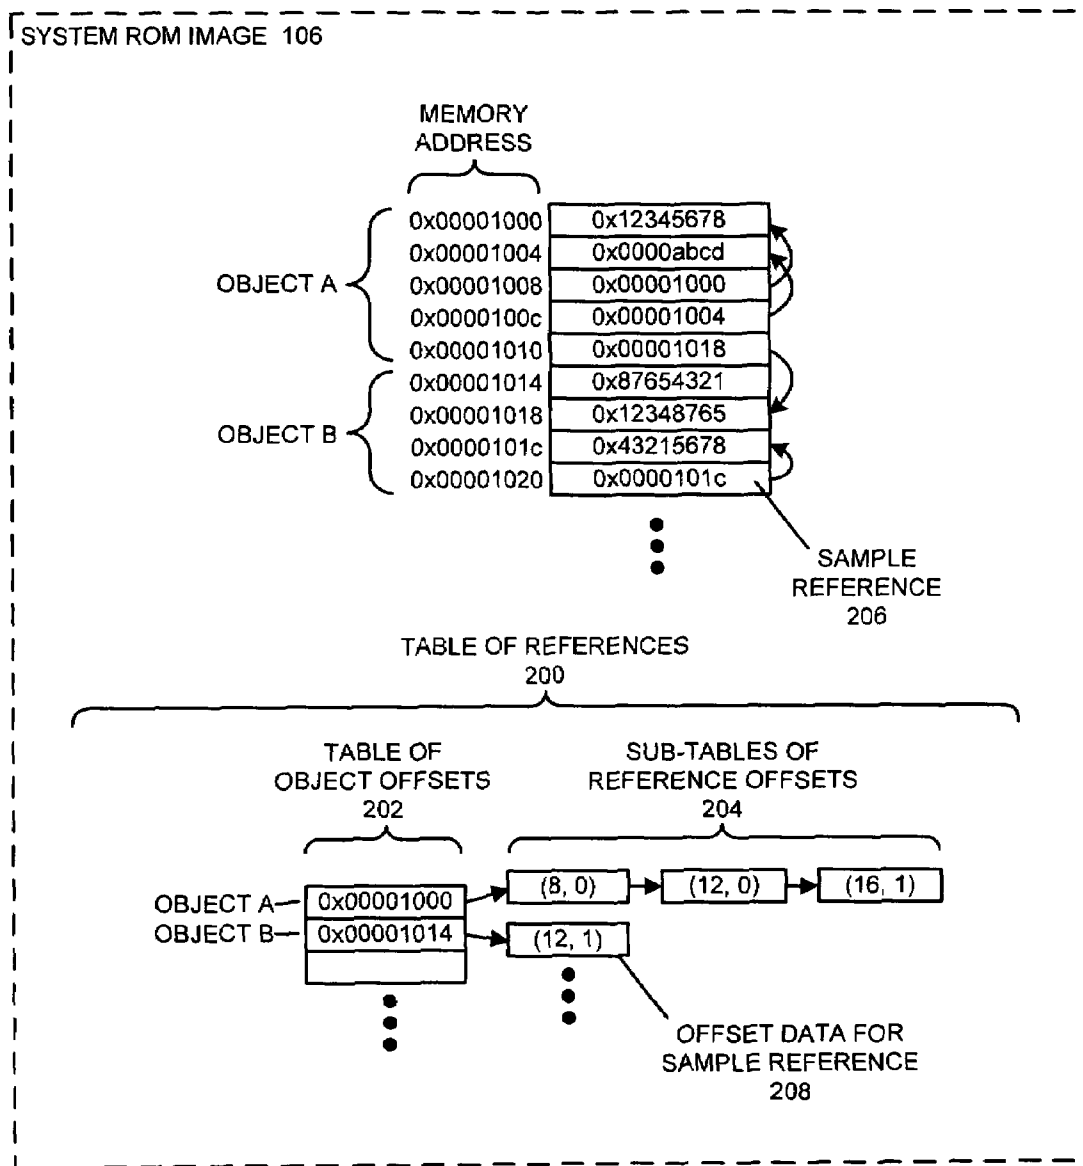 SYSTEM ROM IMAGE 106
MEMORY
ADDRESS
0x00001000 0x12345678
0x00001004 0x0000abcd
OBJECT A 0x00001008 0x00001000
0x0000100c 0x00001004
0x00001010 0x00001018
0x00001014 0x87654321
0x00001018 0x12348765
OBJECT B 0x0000101c 0x43215678
0x00001020 0x0000101c
SAMPLE
REFERENCE
206
TABLE OF REFERENCES
200
TABLE OF
OBJECT OFFSETS
202
SUB-TABLES OF
REFERENCE OFFSETS
204
OBJECT A 0x00001000 (8, 0) (12, 0) (16, 1)
OBJECT B 0x00001014 (12, 1)
OFFSET DATA FOR
SAMPLE REFERENCE
208